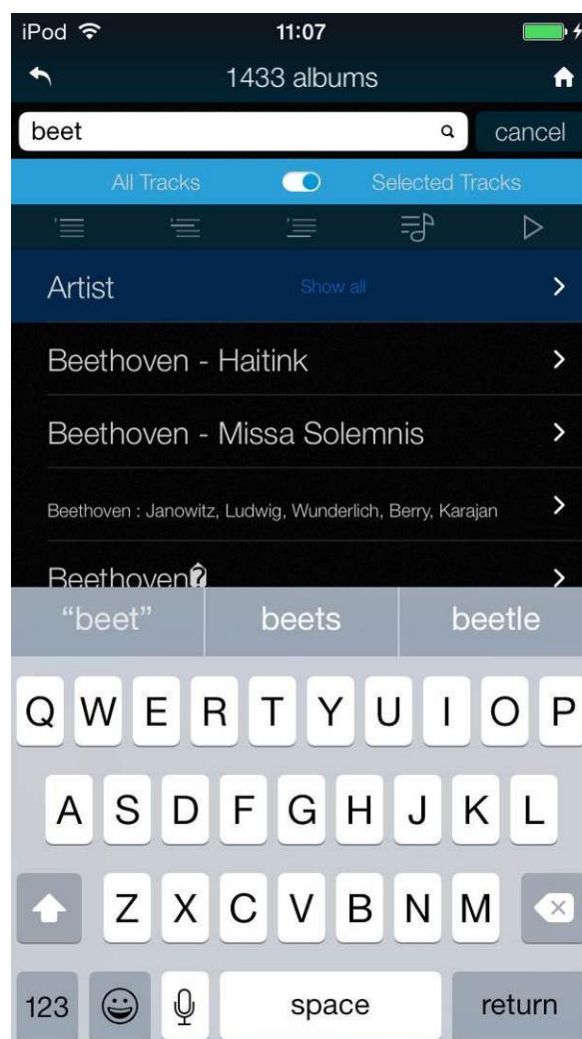 iPod 11:07
1433 albums
beet cancel
All Tracks Selected Tracks
Artist Show all
Beethoven - Haitink
Beethoven - Missa Solemnis
Beethoven : Janowitz, Ludwig, Wunderlich, Berry, Karajan
Beethoven
“beet” beets beetle
Q W E R T Y U I O P
A S D F G H J K L
Z X C V B N M
123 space return